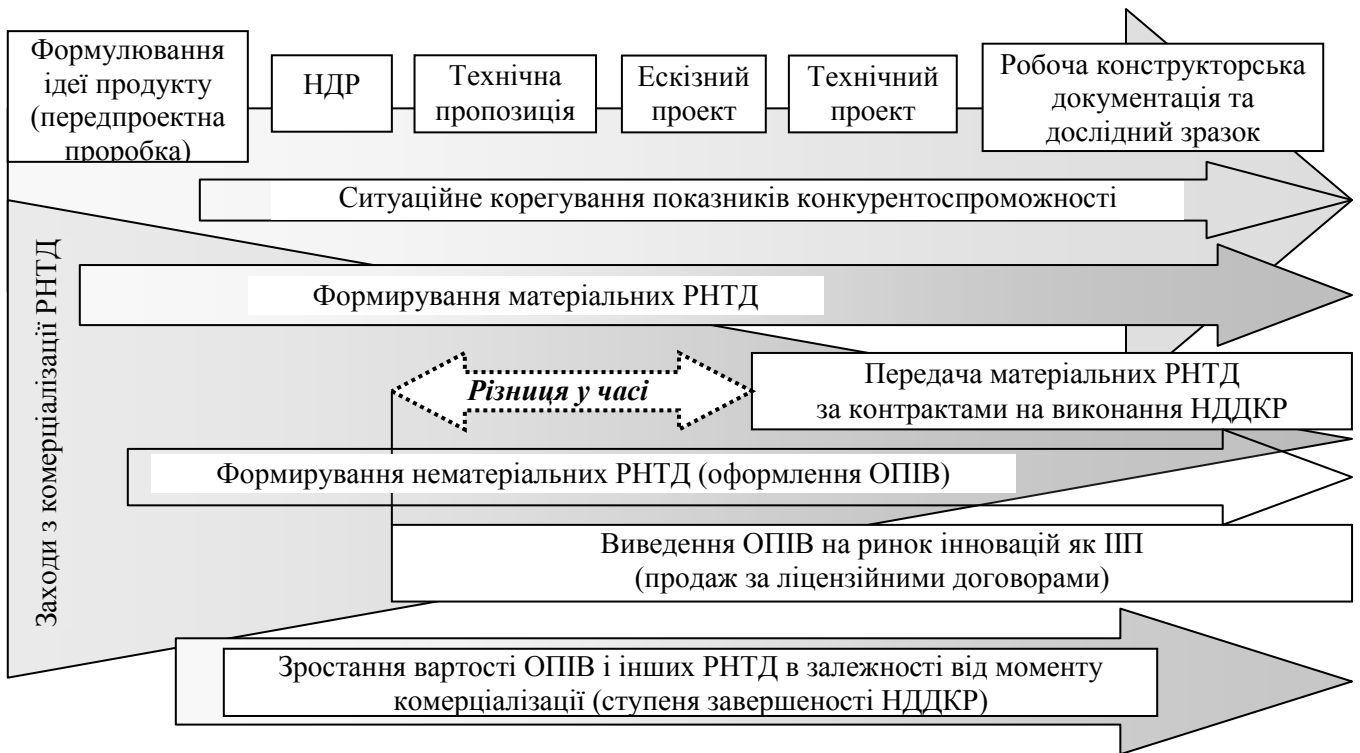 Формулювання
ідеї продукту
(передпроектна
проробка)
НДР
Технічна
пропозиція
Ескізний
проект
Технічний
проект
Робоча конструкторська
документація та
дослідний зразок
Ситуаційне корегування показників конкурентоспроможності
Заходи з комерціалізації РНТД
Формирування матеріальних РНТД
Різниця у часі
Передача матеріальних РНТД
за контрактами на виконання НДДКР
Формирування нематеріальних РНТД (оформлення ОПІВ)
Виведення ОПІВ на ринок інновацій як ІІП
(продаж за ліцензійними договорами)
Зростання вартості ОПІВ і інших РНТД в залежності від моменту
комерціалізації (ступеня завершеності НДДКР)